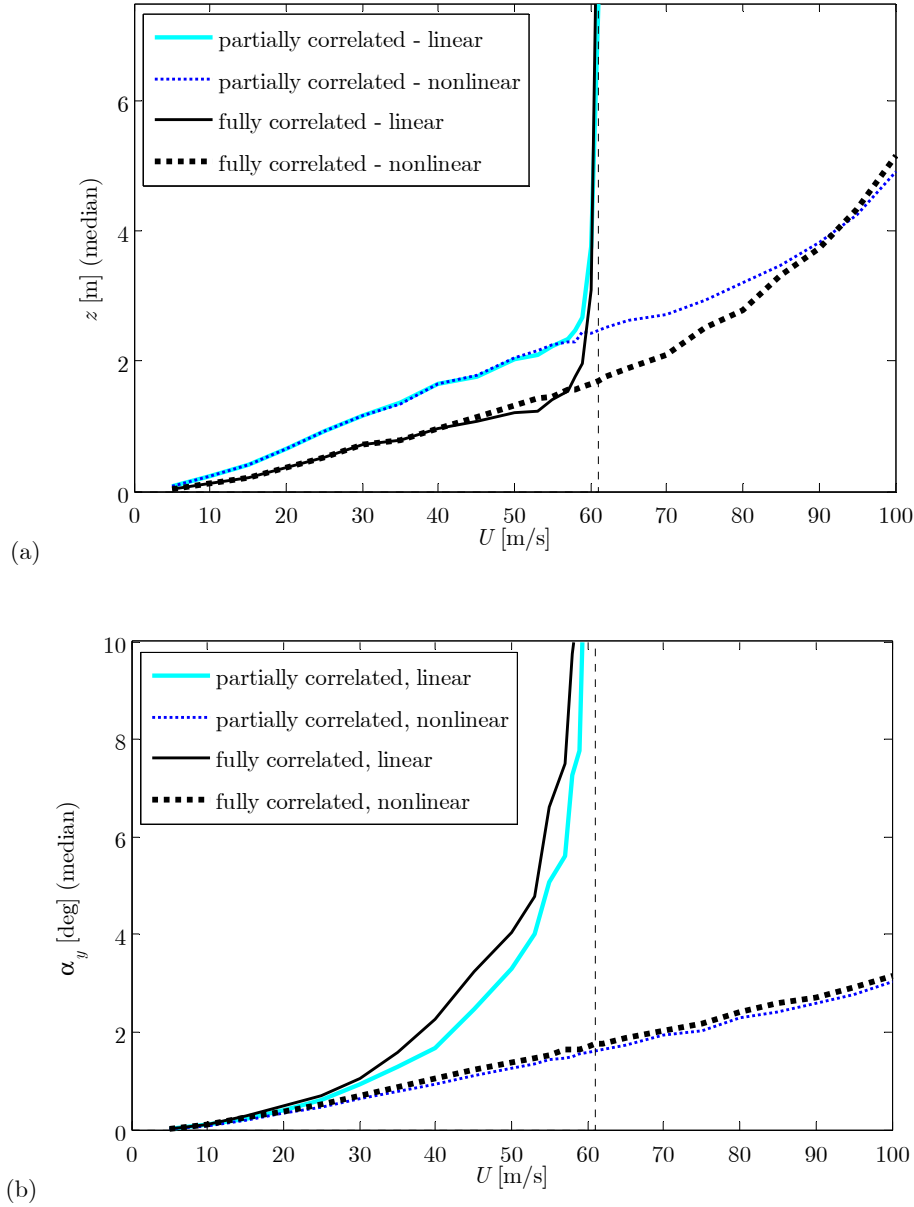 partially correlated - linear
partially correlated - nonlinear
fully correlated - linear
fully correlated - nonlinear
z [m] (median)
6
4
2
0
0 10 20 30 40 50 60 70 80 90 100
U [m/s]
(a)
partially correlated, linear
partially correlated, nonlinear
fully correlated, linear
fully correlated, nonlinear
α_y [deg] (median)
10
8
6
4
2
0
0 10 20 30 40 50 60 70 80 90 100
U [m/s]
(b)